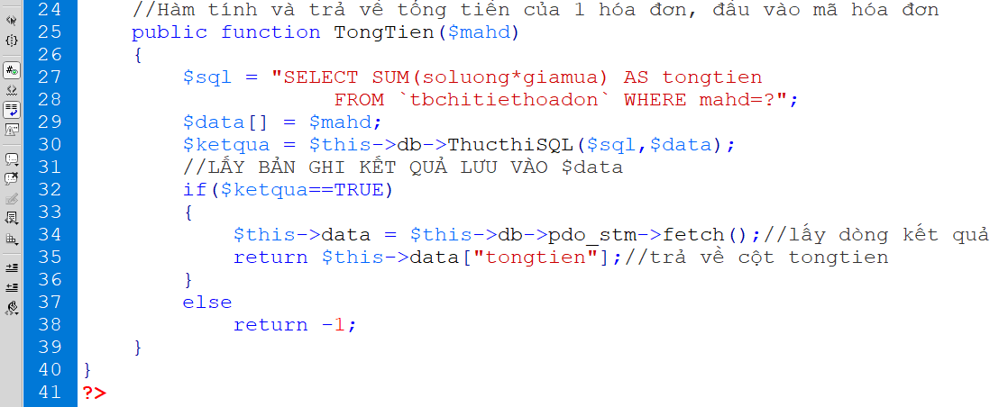 24 //Hàm tính và trả về tổng tiền của 1 hóa đơn, đầu vào mã hóa đơn
25 public function TongTien($mahd)
26 {
27 $sql = "SELECT SUM(soluong*giamua) AS tongtien
28 FROM `tbchitiethoadon` WHERE mahd=?";
29 $data[] = $mahd;
30 $ketqua = $this->db->ThucthiSQL($sql,$data);
31 //LẤY BẢN GHI KẾT QUẢ LƯU VÀO $data
32 if($ketqua==TRUE)
33 {
34 $this->data = $this->db->pdo_stm->fetch();//lấy dòng kết quả
35 return $this->data["tongtien"];//trả về cột tongtien
36 }
37 else
38 return -1;
39 }
40 }
41 ?>